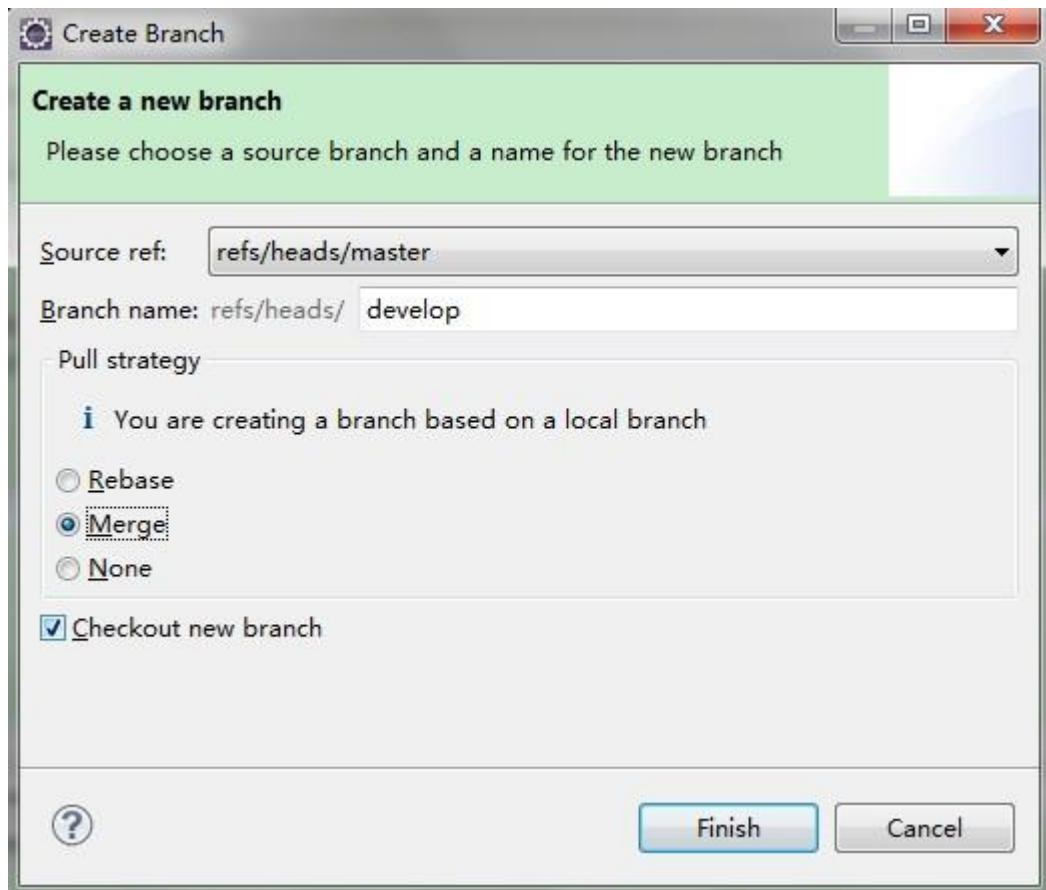 Create Branch
Create a new branch
Please choose a source branch and a name for the new branch
Source ref: refs/heads/master
Branch name: refs/heads/ develop
Pull strategy
i You are creating a branch based on a local branch
Rebase
Merge
None
Checkout new branch
? Finish Cancel